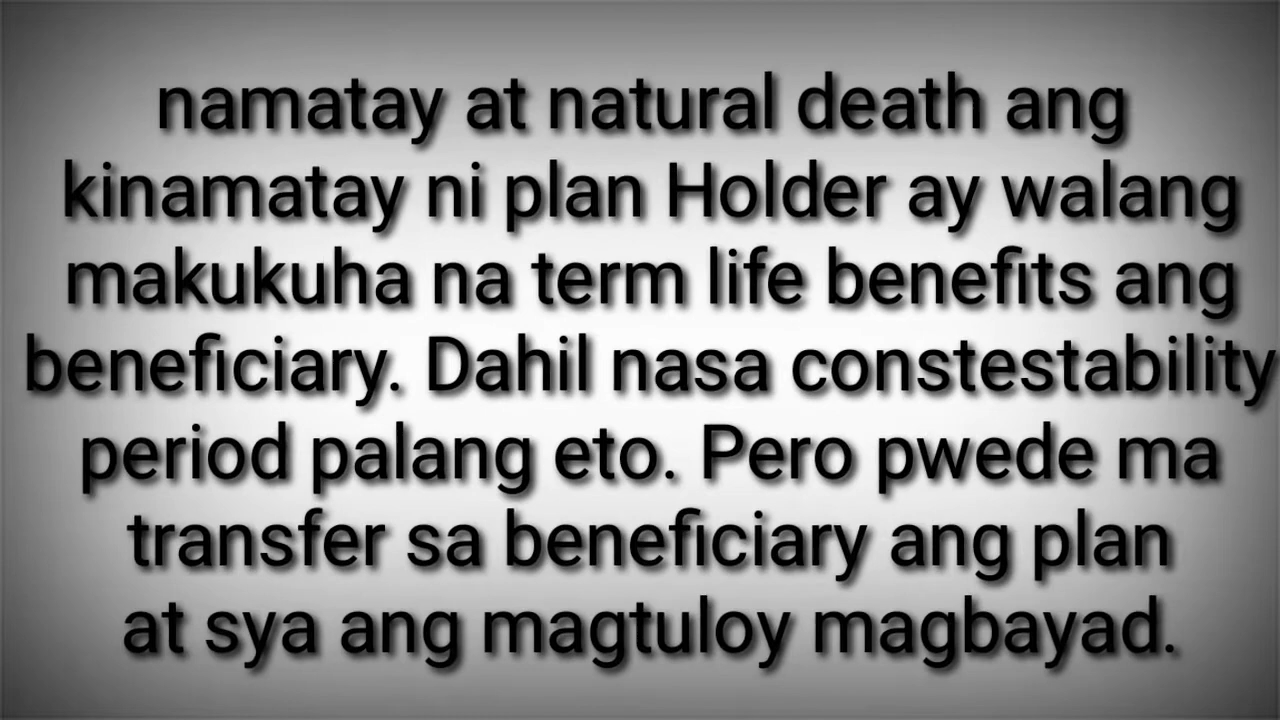 namatay at natural death ang
kinamatay ni plan Holder ay walang
makukuha na term life benefits ang
beneficiary. Dahil nasa constestability
period palang eto. Pero pwede ma
transfer sa beneficiary ang plan
at sya ang magtuloy magbayad.